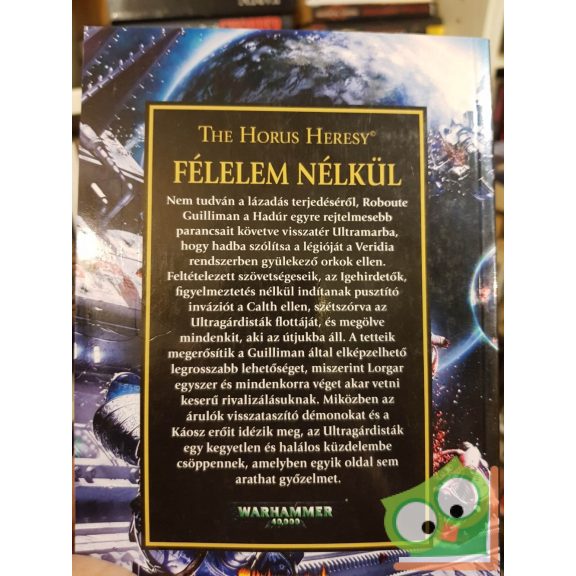 THE HORUS HERESY©
FÉLELEM NÉLKÜL
Nem tudván a lázadás terjedéséről, Roboute
Guilliman a Hadúr egyre rejtelmesebb
parancsait követve visszatér Ultramarba,
hogy hadba szólítsa a légióját a Veridia
rendszerben gyülekező orkok ellen.
Feltételezett szövetségeseik, az Igehirdetők,
figyelmeztetés nélkül indítanak pusztító
inváziót a Calth ellen, szétszórva az
Ultragárdisták flottáját, és megölve
mindenkit, aki az útjukba áll. A tetteik
megerősítik a Guilliman által elképzelhető
legrosszabb lehetőséget, miszerint Lorgar
egyszer és mindenkorra véget akar vetni
keserű rivalizálásuknak. Miközben az
árulók visszataszító démonokat és a
Káosz erőit idézik meg, az Ultragárdisták
egy kegyetlen és halálos küzdelembe
csöppennek, amelyben egyik oldal sem
arathat győzelmet.
WARHAMMER
40,000